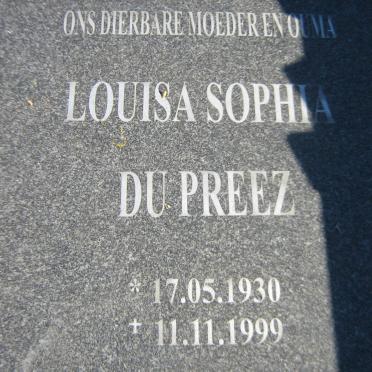 ONS DIERBARE MOEDER EN OUMA
LOUISA SOPHIA
DU PREEZ
* 17.05.1930
† 11.11.1999